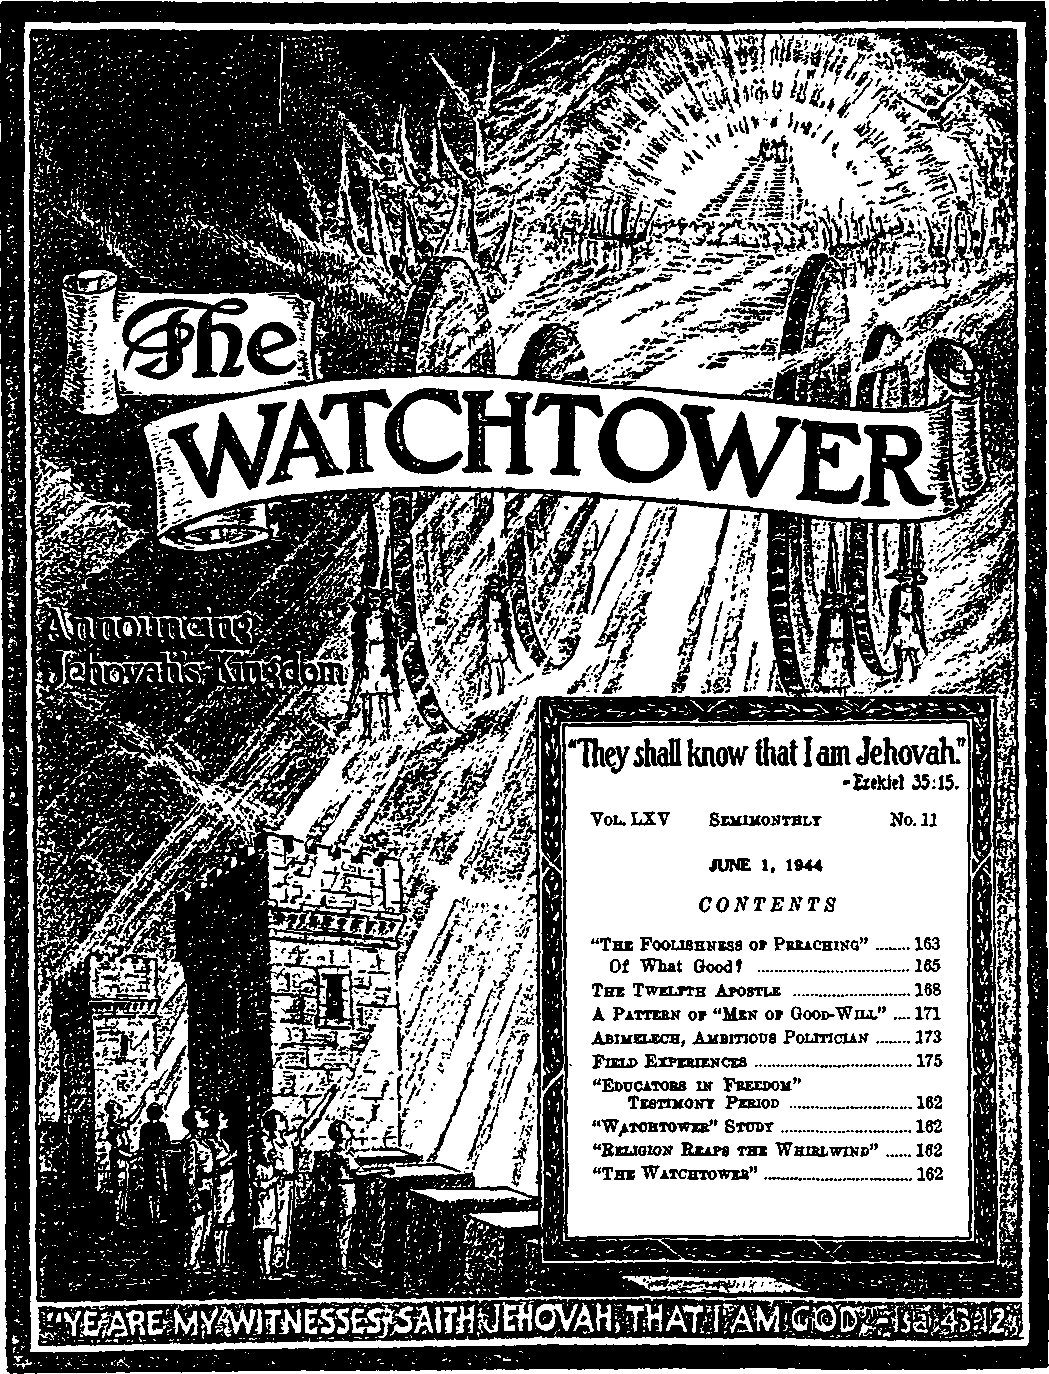 The
WATCHTOWER
Announcing
Jehovah's Kingdom
"They shall know that I am Jehovah."
-Ezekiel 35:15.
VOL. LXV SEMIMONTHLY No. 11
JUNE 1, 1944
CONTENTS
"THE FOOLISHNESS OF PREACHING" ........ 163
Of What Good? ........ 165
THE TWELFTH APOSTLE ........ 168
A PATTERN OF "MEN OF GOOD-WILL" .... 171
ABIMELECH, AMBITIOUS POLITICIAN ........ 173
FIELD EXPERIENCES ........ 175
"EDUCATORS IN FREEDOM"
TESTIMONY PERIOD ........ 162
"WATCHTOWER" STUDY ........ 162
"RELIGION REAPS THE WHIRLWIND" ...... 162
"THE WATCHTOWER" ........ 162
"YE ARE MY WITNESSES, SAITH JEHOVAH, THAT I AM GOD."-Isa. 43:12